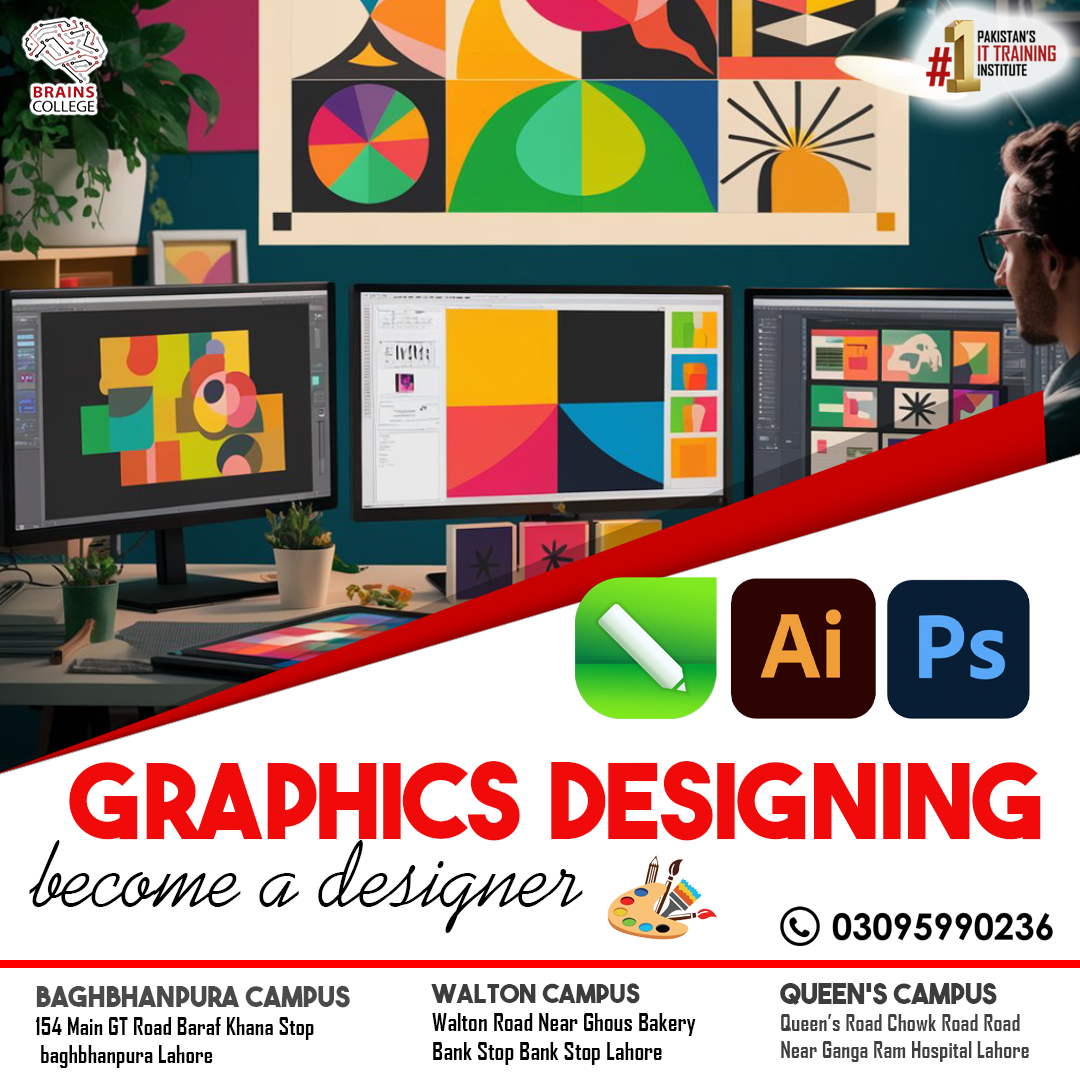 BRAINS
COLLEGE
#1 PAKISTAN'S
IT TRAINING
INSTITUTE
Ai Ps
GRAPHICS DESIGNING
become a designer
03095990236
BAGHBHANPURA CAMPUS
154 Main GT Road Baraf Khana Stop
baghbhanpura Lahore
WALTON CAMPUS
Walton Road Near Ghous Bakery
Bank Stop Bank Stop Lahore
QUEEN'S CAMPUS
Queen's Road Chowk Road Road
Near Ganga Ram Hospital Lahore